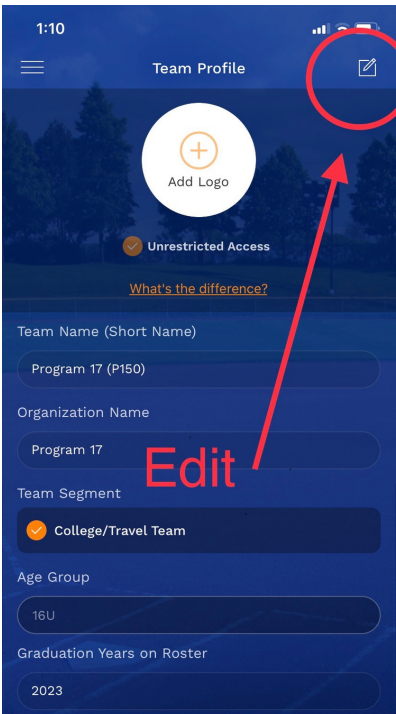 1:10
Team Profile
Add Logo
Unrestricted Access
What's the difference?
Team Name (Short Name)
Program 17 (P150)
Organization Name
Program 17
Edit
Team Segment
College/Travel Team
Age Group
16U
Graduation Years on Roster
2023